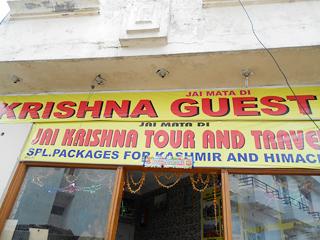 JAI MATA DI
KRISHNA GUEST
JAI MATA DI
JAI KRISHNA TOUR AND TRAVE
SPL.PACKAGES FOR KASHMIR AND HIMAC